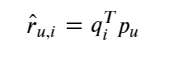 r̂_{u,i} = q_i^T p_u